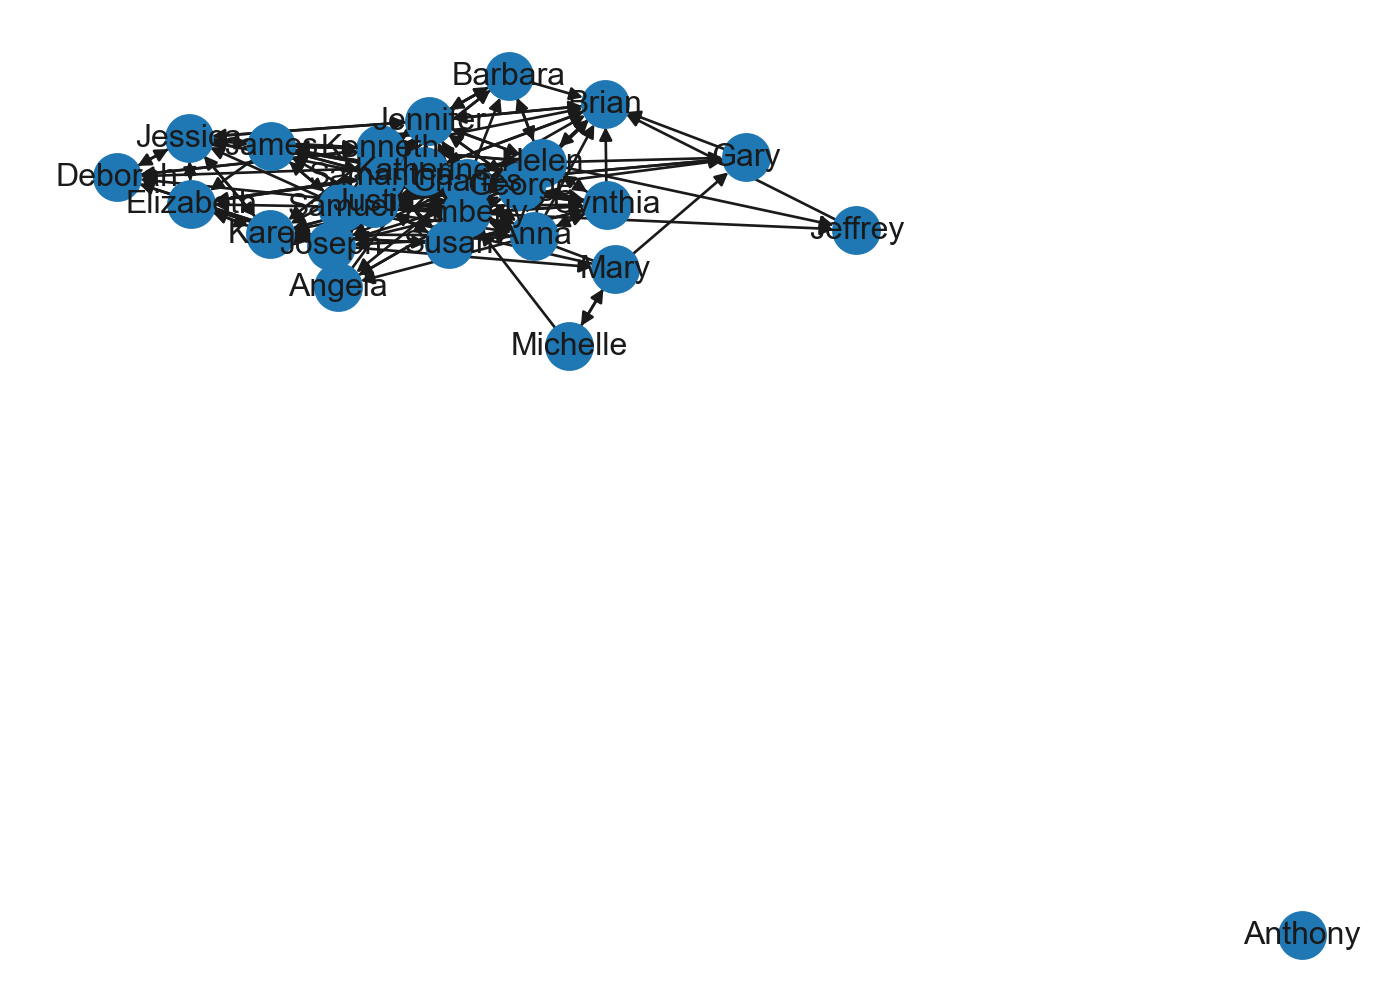 Barbara
Brian
Jennifer
Jessica
James
Kenneth
Gary
Helen
Katherine
Deborah
Samantha
Charles
George
Elizabeth
Samuel
Justin
Kimberly
Cynthia
Karen
Joseph
Susan
Anna
Jeffrey
Mary
Angela
Michelle
Anthony